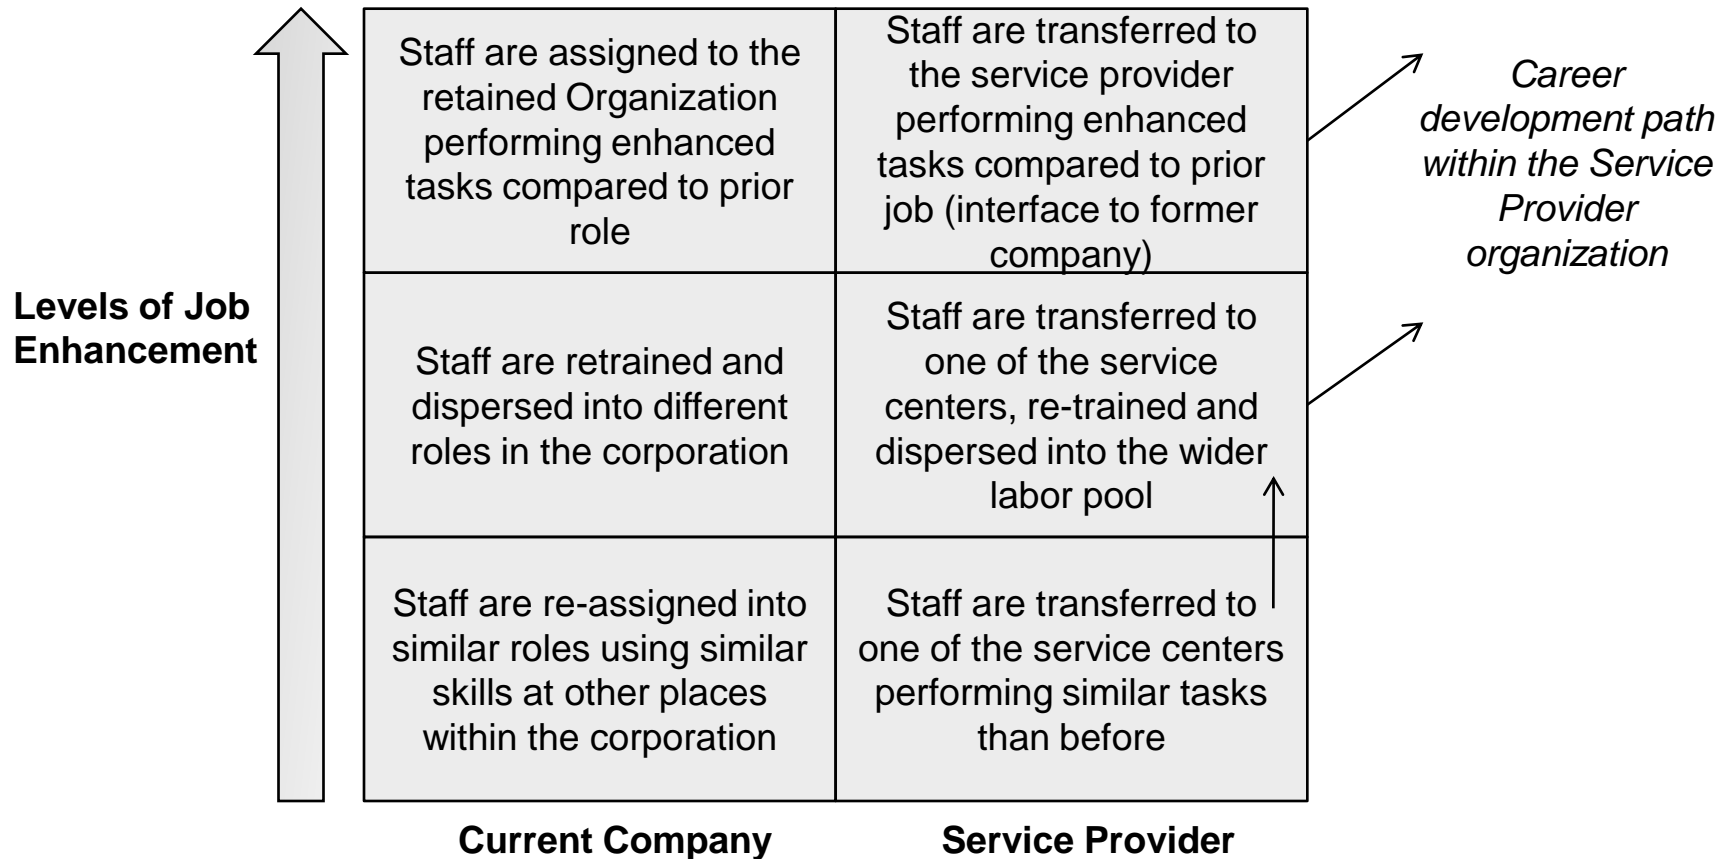 Staff are assigned to the
retained Organization
performing enhanced
tasks compared to prior
role
Staff are transferred to
the service provider
performing enhanced
tasks compared to prior
job (interface to former
company)
Career
development path
within the Service
Provider
organization
Levels of Job
Enhancement
Staff are retrained and
dispersed into different
roles in the corporation
Staff are transferred to
one of the service
centers, re-trained and
dispersed into the wider
labor pool
Staff are re-assigned into
similar roles using similar
skills at other places
within the corporation
Staff are transferred to
one of the service centers
performing similar tasks
than before
Current Company
Service Provider